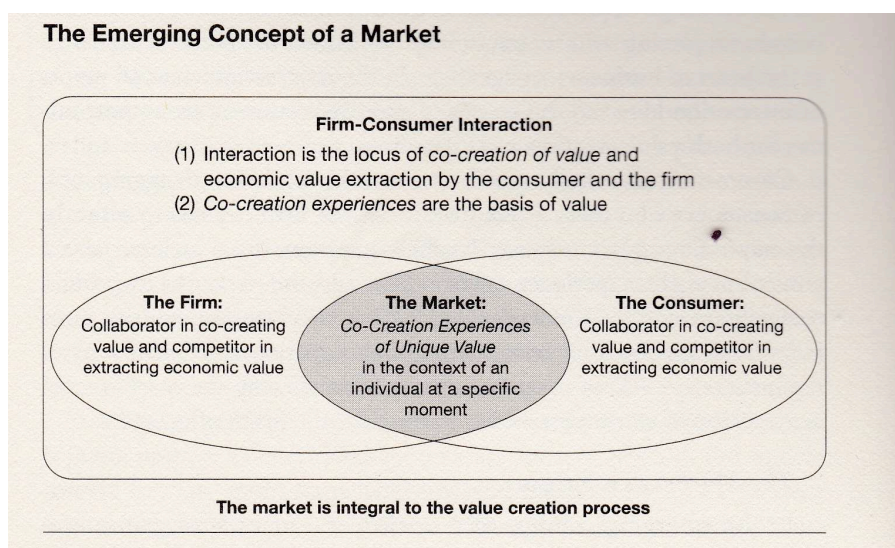 The Emerging Concept of a Market
Firm-Consumer Interaction
(1) Interaction is the locus of co-creation of value and
economic value extraction by the consumer and the firm
(2) Co-creation experiences are the basis of value
The Firm:
Collaborator in co-creating
value and competitor in
extracting economic value
The Market:
Co-Creation Experiences
of Unique Value
in the context of an
individual at a specific
moment
The Consumer:
Collaborator in co-creating
value and competitor in
extracting economic value
The market is integral to the value creation process